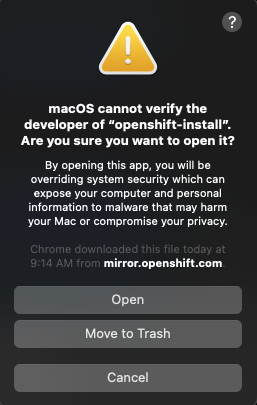 ?
macOS cannot verify the
developer of “openshift-install”.
Are you sure you want to open it?
By opening this app, you will be
overriding system security which can
expose your computer and personal
information to malware that may harm
your Mac or compromise your privacy.
Chrome downloaded this file today at
9:14 AM from mirror.openshift.com.
Open
Move to Trash
Cancel